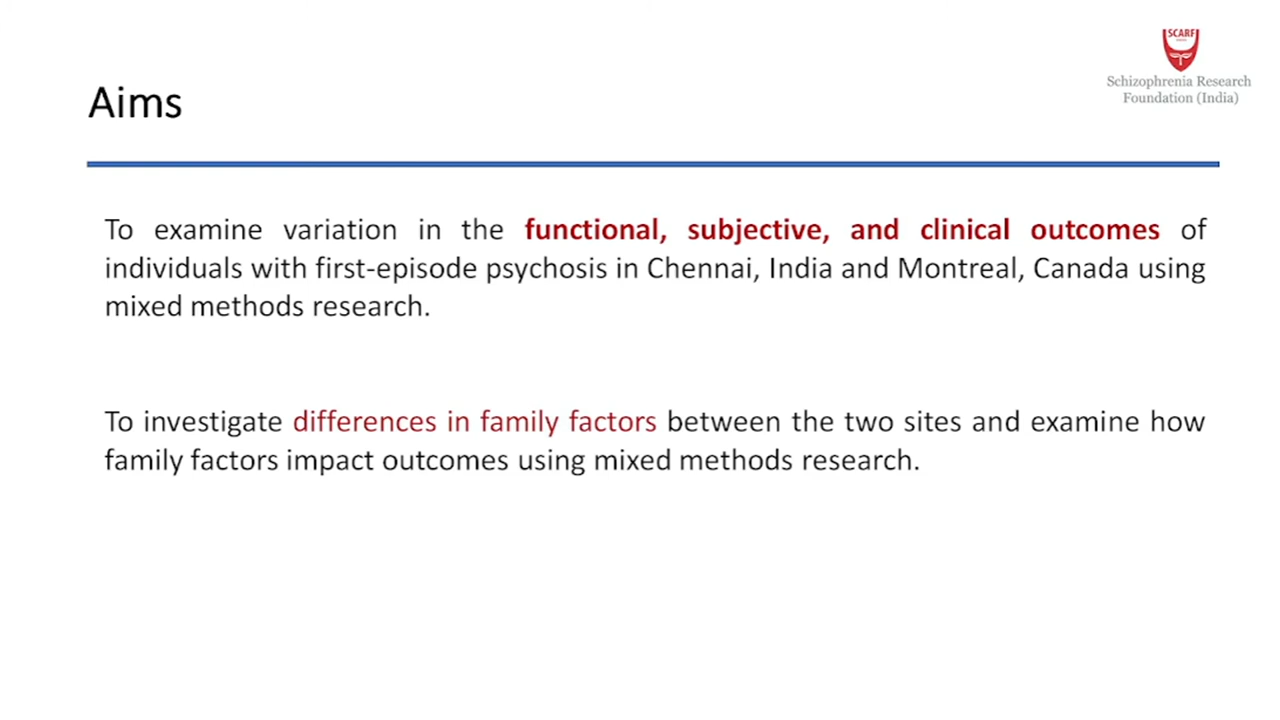 SCARF
Schizophrenia Research
Foundation (India)
Aims
To examine variation in the functional, subjective, and clinical outcomes of
individuals with first-episode psychosis in Chennai, India and Montreal, Canada using
mixed methods research.
To investigate differences in family factors between the two sites and examine how
family factors impact outcomes using mixed methods research.